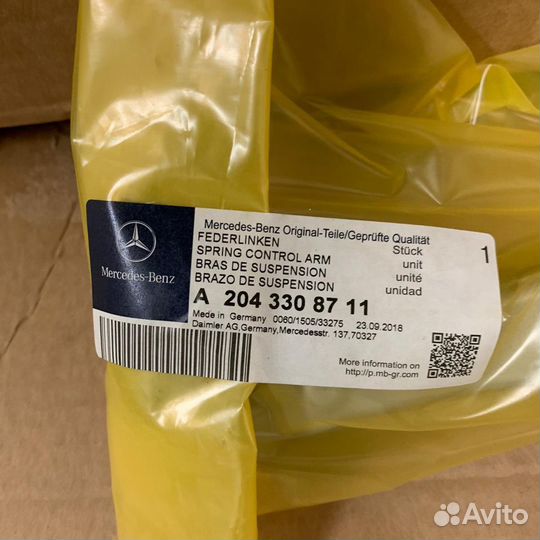 Mercedes-Benz
Mercedes-Benz Original-Teile/Geprüfte Qualität
FEDERLINKEN Stück 1
SPRING CONTROL ARM unit
BRAS DE SUSPENSION unité
BRAZO DE SUSPENSION unidad
A 204 330 87 11
Made in Germany 0060/1505/33275 23.09.2018
Daimler AG,Germany,Mercedesstr. 137,70327
More information on
http://p.mb-gr.com
Avito